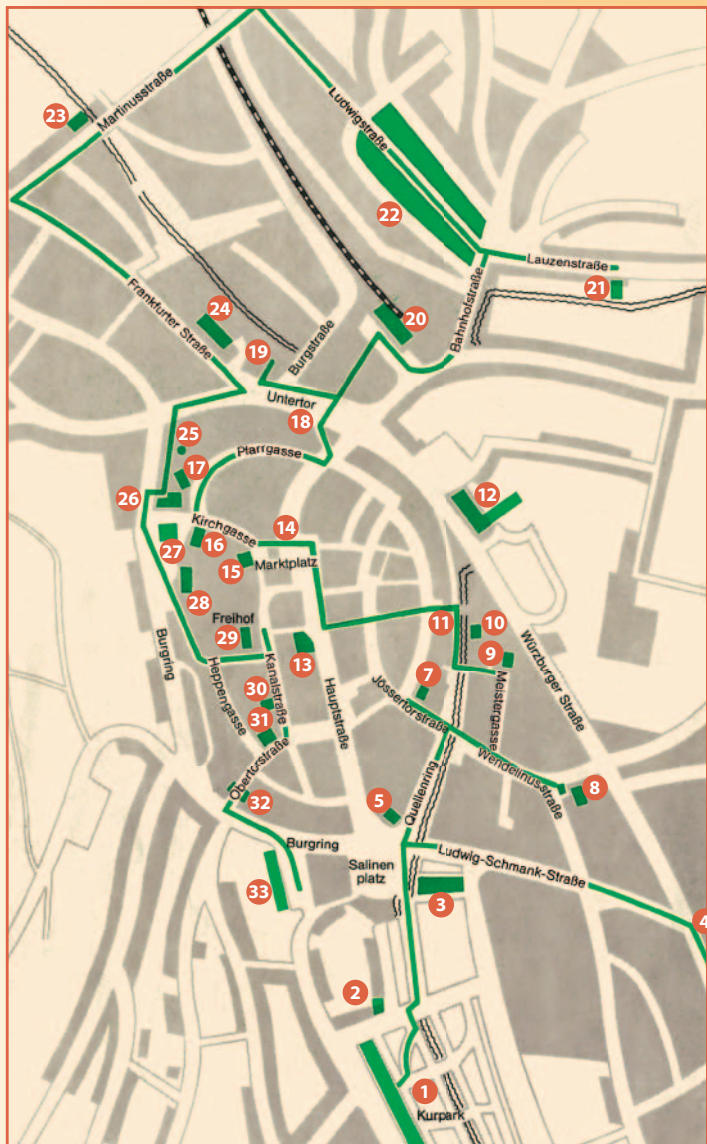 Martinusstraße
23
Ludwigstraße
22
Lauzenstraße
21
Frankfurter Straße
24
20
Bahnhofstraße
19
Burgstraße
Untertor
18
25
Pfarrgasse
17
26
12
Kirchgasse
14
16
27
15
Marktplatz
28
Freihof
11
10
29
13
9
Burgring
Heppengasse
Kanalstraße
Hauptstraße
7
Jossertorstraße
Meistergasse
Würzburger Straße
30
31
Obertorstraße
Wendelinusstraße
8
32
5
Quellenring
Burgring
Salinen
platz
Ludwig-Schmank-Straße
33
3
4
2
1
Kurpark